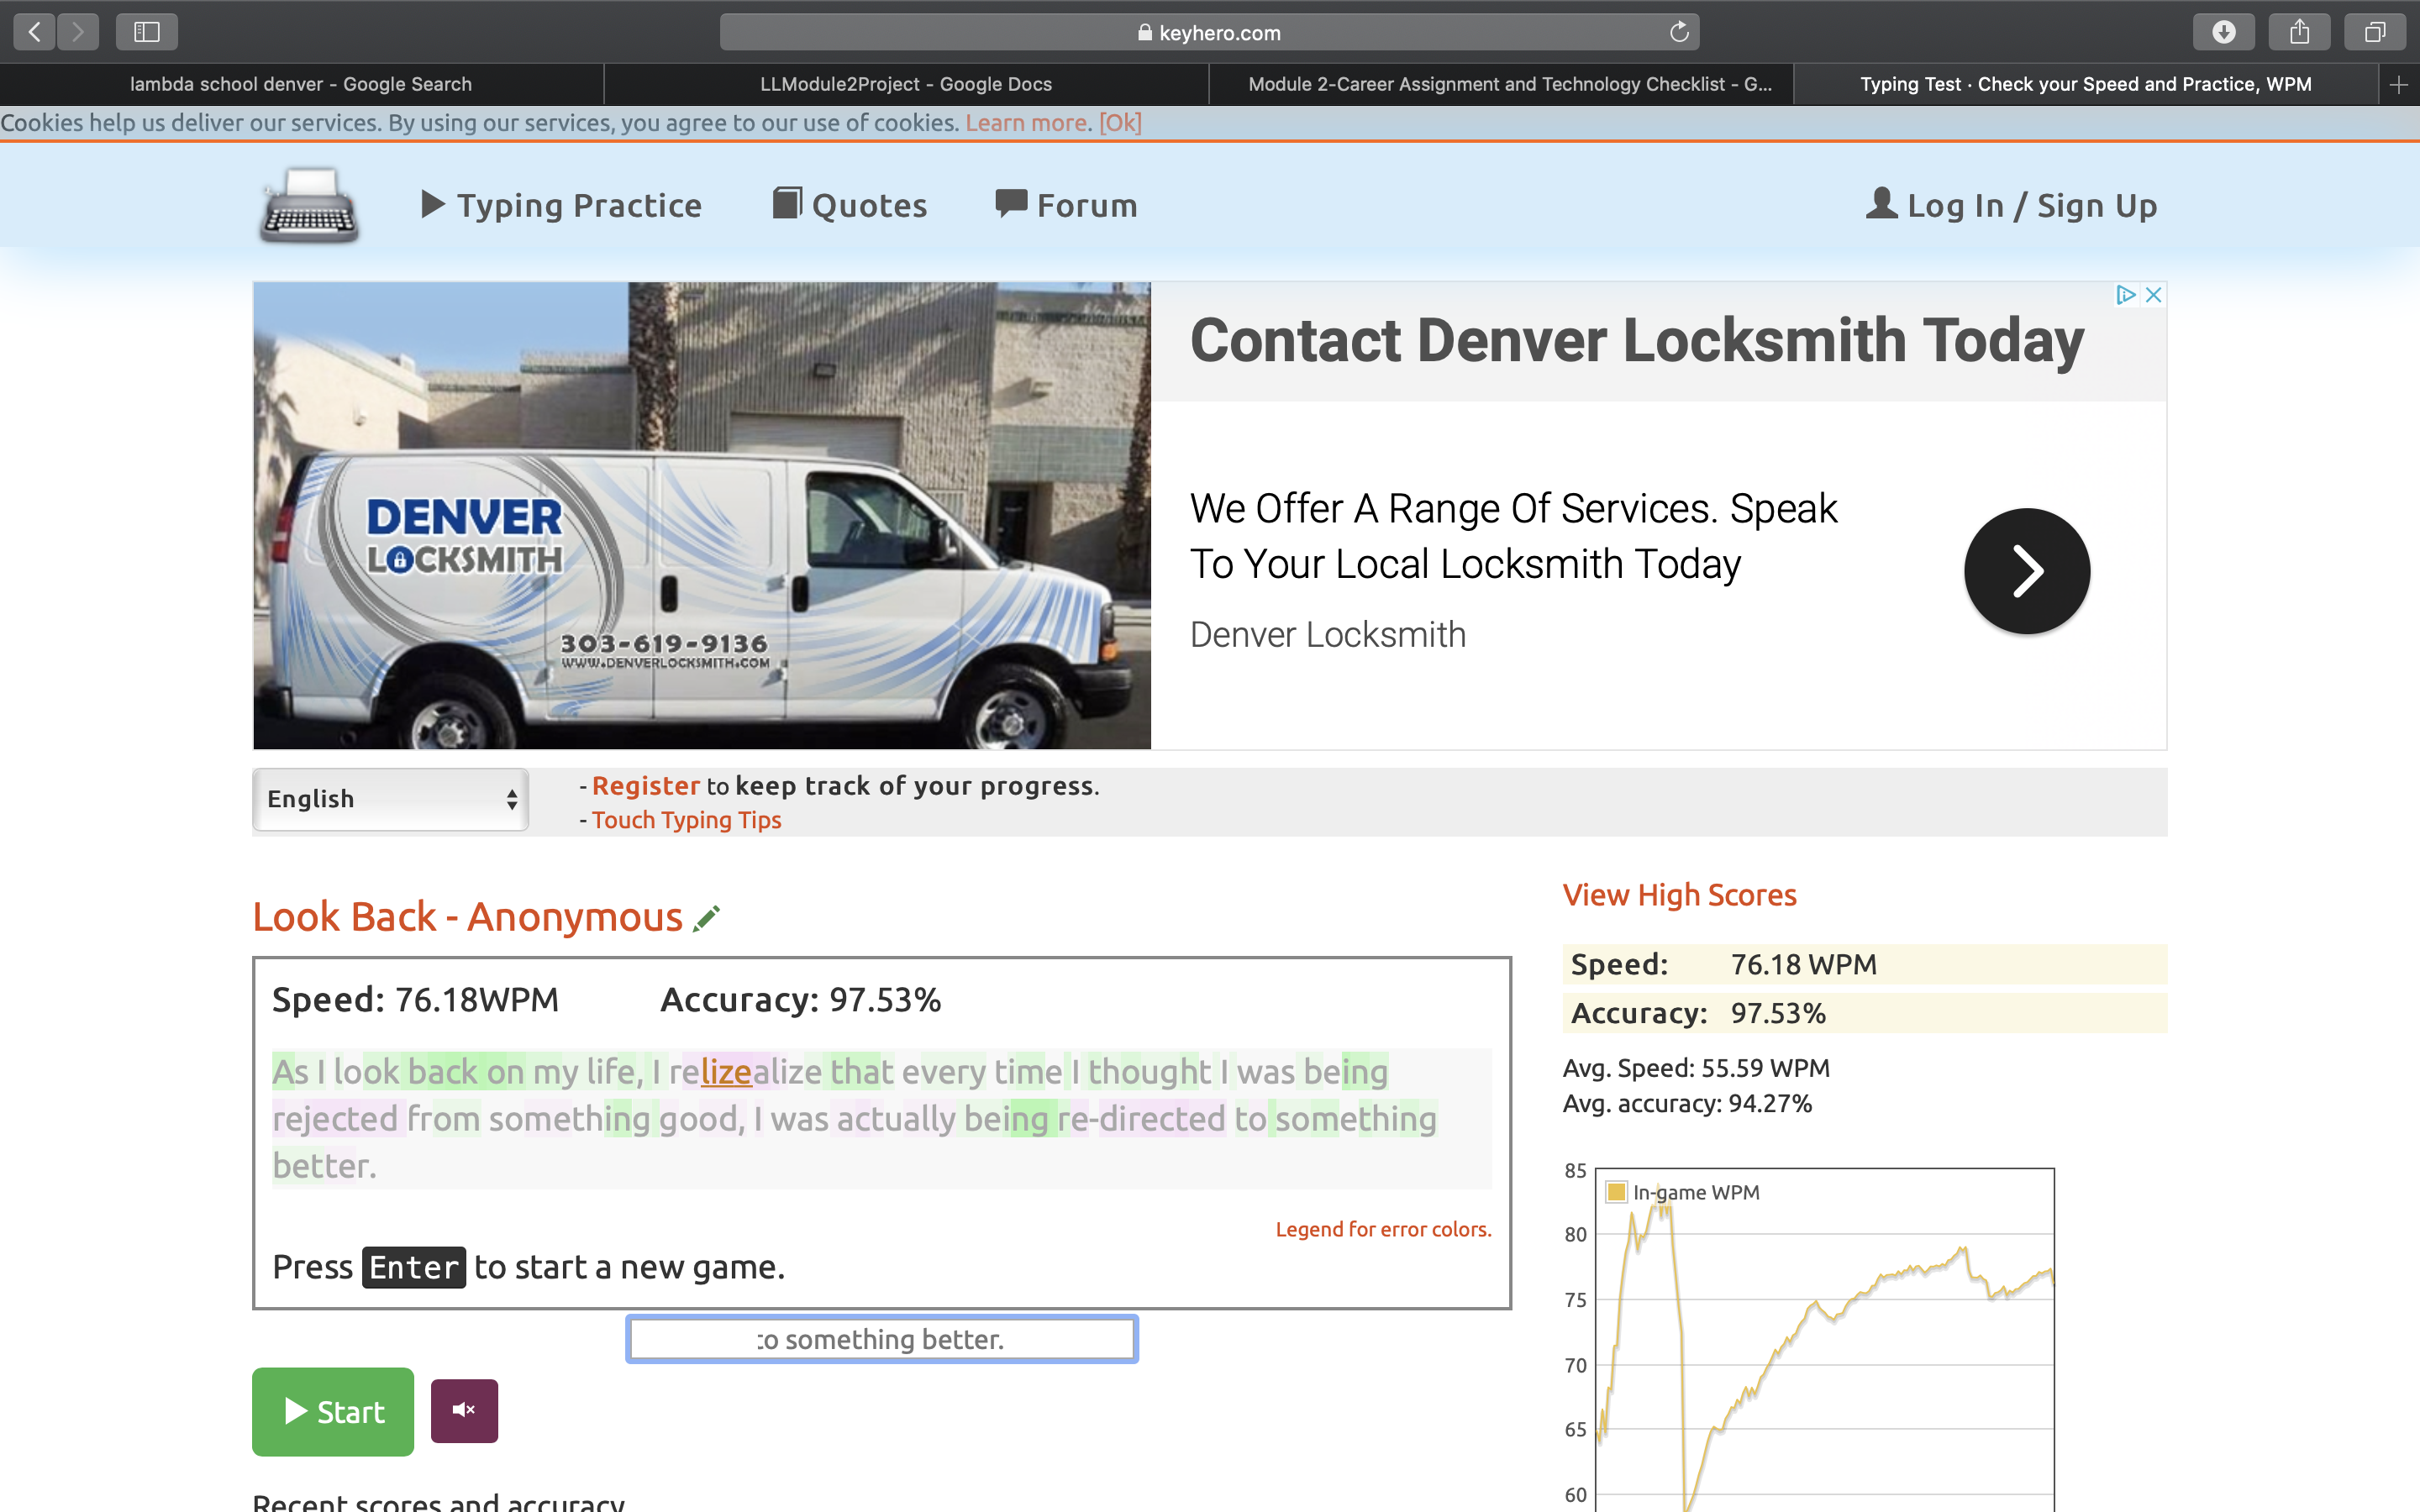 keyhero.com
lambda school denver - Google Search
LLModule2Project - Google Docs
Module 2-Career Assignment and Technology Checklist - G...
Typing Test · Check your Speed and Practice, WPM
Cookies help us deliver our services. By using our services, you agree to our use of cookies. Learn more. [Ok]
Typing Practice
Quotes
Forum
Log In / Sign Up
DENVER
LOCKSMITH
303-619-9136
WWW.DENVERLOCKSMITH.COM
Contact Denver Locksmith Today
We Offer A Range Of Services. Speak
To Your Local Locksmith Today
Denver Locksmith
English
- Register to keep track of your progress.
- Touch Typing Tips
Look Back - Anonymous
Speed: 76.18WPM Accuracy: 97.53%
As I look back on my life, I relizealize that every time I thought I was being
rejected from something good, I was actually being re-directed to something
better.
Legend for error colors.
Press Enter to start a new game.
to something better.
Start
Recent scores and accuracy
View High Scores
Speed: 76.18 WPM
Accuracy: 97.53%
Avg. Speed: 55.59 WPM
Avg. accuracy: 94.27%
In-game WPM
85
80
75
70
65
60